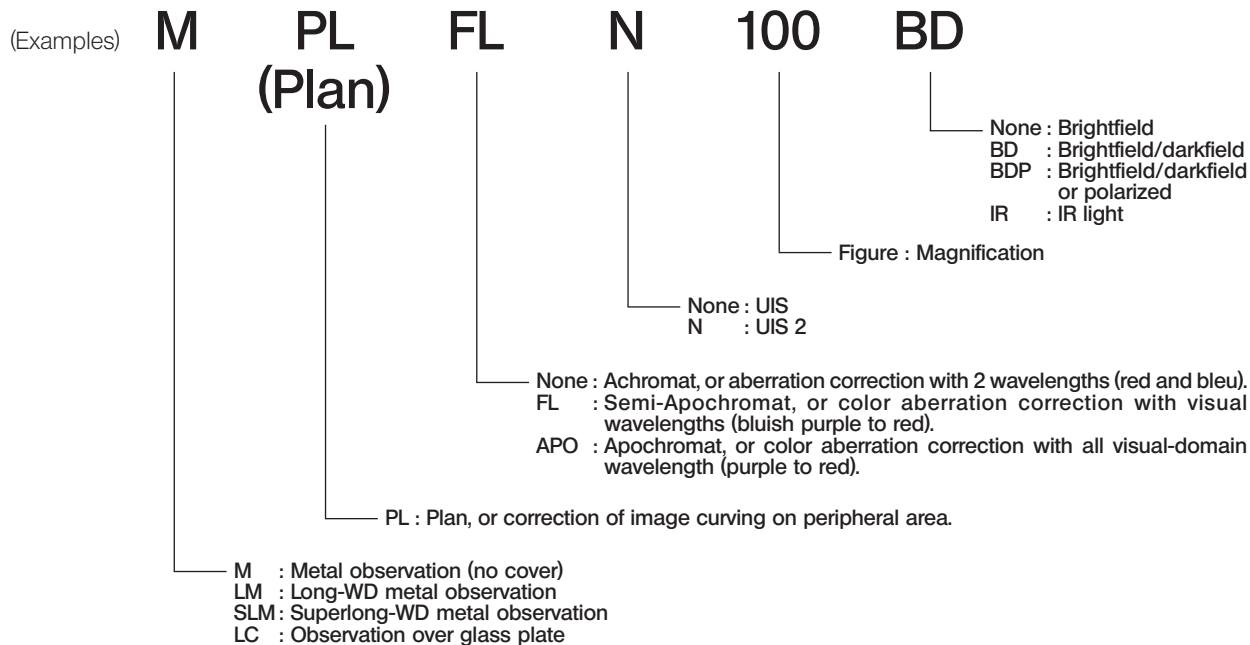 (Examples) M PL FL N 100 BD
(Plan)
None : Brightfield
BD : Brightfield/darkfield
BDP : Brightfield/darkfield
or polarized
IR : IR light
Figure : Magnification
None : UIS
N : UIS 2
None : Achromat, or aberration correction with 2 wavelengths (red and bleu).
FL : Semi-Apochromat, or color aberration correction with visual
wavelengths (bluish purple to red).
APO : Apochromat, or color aberration correction with all visual-domain
wavelength (purple to red).
PL : Plan, or correction of image curving on peripheral area.
M : Metal observation (no cover)
LM : Long-WD metal observation
SLM : Superlong-WD metal observation
LC : Observation over glass plate